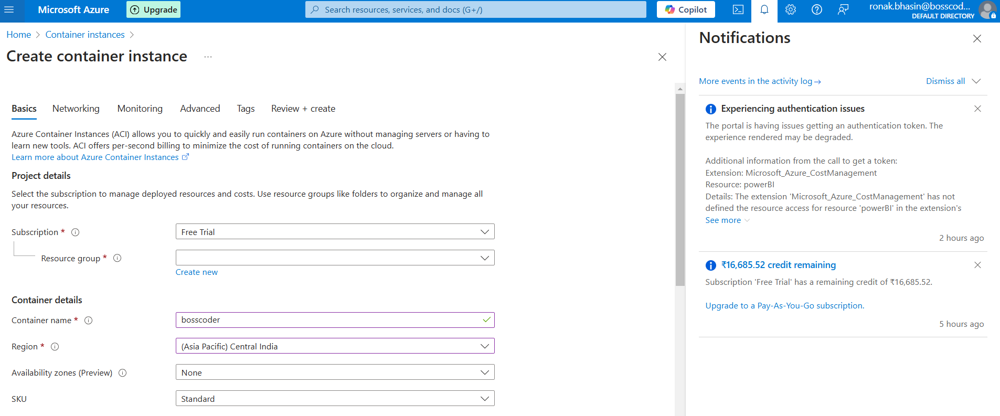 Microsoft Azure
Upgrade
Search resources, services, and docs (G+/)
Copilot
ronak.bhasin@bosscod...
DEFAULT DIRECTORY
Home > Container instances >
Create container instance ...
Basics Networking Monitoring Advanced Tags Review + create
Azure Container Instances (ACI) allows you to quickly and easily run containers on Azure without managing servers or having to
learn new tools. ACI offers per-second billing to minimize the cost of running containers on the cloud.
Learn more about Azure Container Instances
Project details
Select the subscription to manage deployed resources and costs. Use resource groups like folders to organize and manage all
your resources.
Subscription * Free Trial
Resource group *
Create new
Container details
Container name * bosscoder
Region * (Asia Pacific) Central India
Availability zones (Preview) None
SKU Standard
Notifications
More events in the activity log→ Dismiss all
Experiencing authentication issues
The portal is having issues getting an authentication token. The
experience rendered may be degraded.
Additional information from the call to get a token:
Extension: Microsoft_Azure_CostManagement
Resource: powerBI
Details: The extension 'Microsoft_Azure_CostManagement' has not
defined the resource access for resource 'powerBI' in the extension's
See more
2 hours ago
₹16,685.52 credit remaining
Subscription 'Free Trial' has a remaining credit of ₹16,685.52.
Upgrade to a Pay-As-You-Go subscription.
5 hours ago